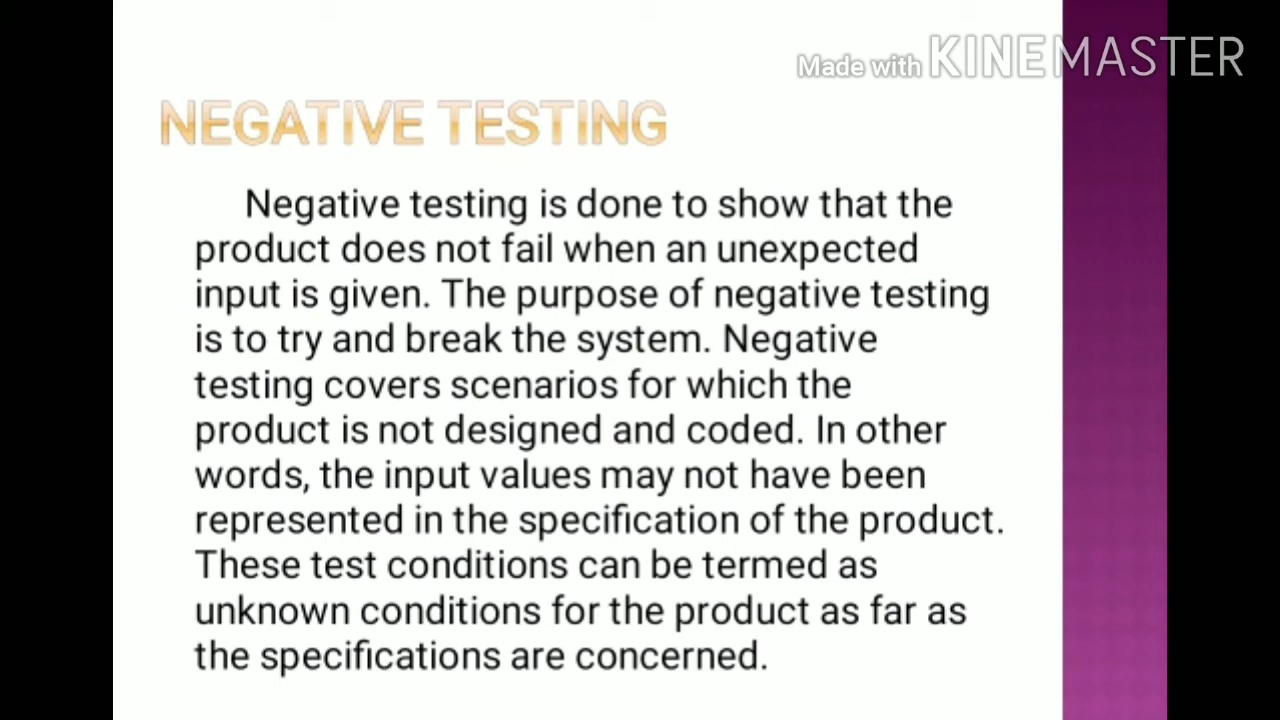 Made with KINEMASTER
NEGATIVE TESTING
Negative testing is done to show that the
product does not fail when an unexpected
input is given. The purpose of negative testing
is to try and break the system. Negative
testing covers scenarios for which the
product is not designed and coded. In other
words, the input values may not have been
represented in the specification of the product.
These test conditions can be termed as
unknown conditions for the product as far as
the specifications are concerned.